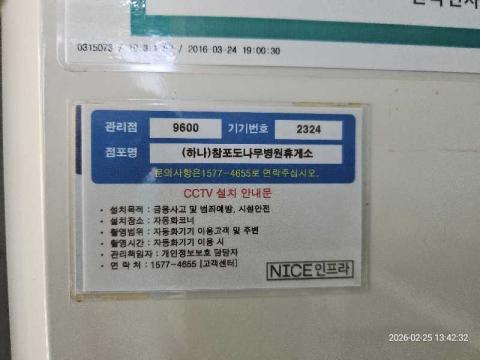 0315073 / 2016-03-24 19:00:30
관리점 9600 기기번호 2324
점포명 (하나)참포도나무병원휴게소
문의사항은1577-4655로 연락주십시오.
CCTV 설치 안내문
• 설치목적 : 금융사고 및 범죄예방, 시설안전
• 설치장소 : 자동화코너
• 촬영범위 : 자동화기기 이용고객 및 주변
• 촬영시간 : 자동화기기 이용 시
• 관리책임자 : 개인정보보호 담당자
• 연 락 처 : 1577-4655 [고객센터]
NICE인프라
2026-02-25 13:42:32